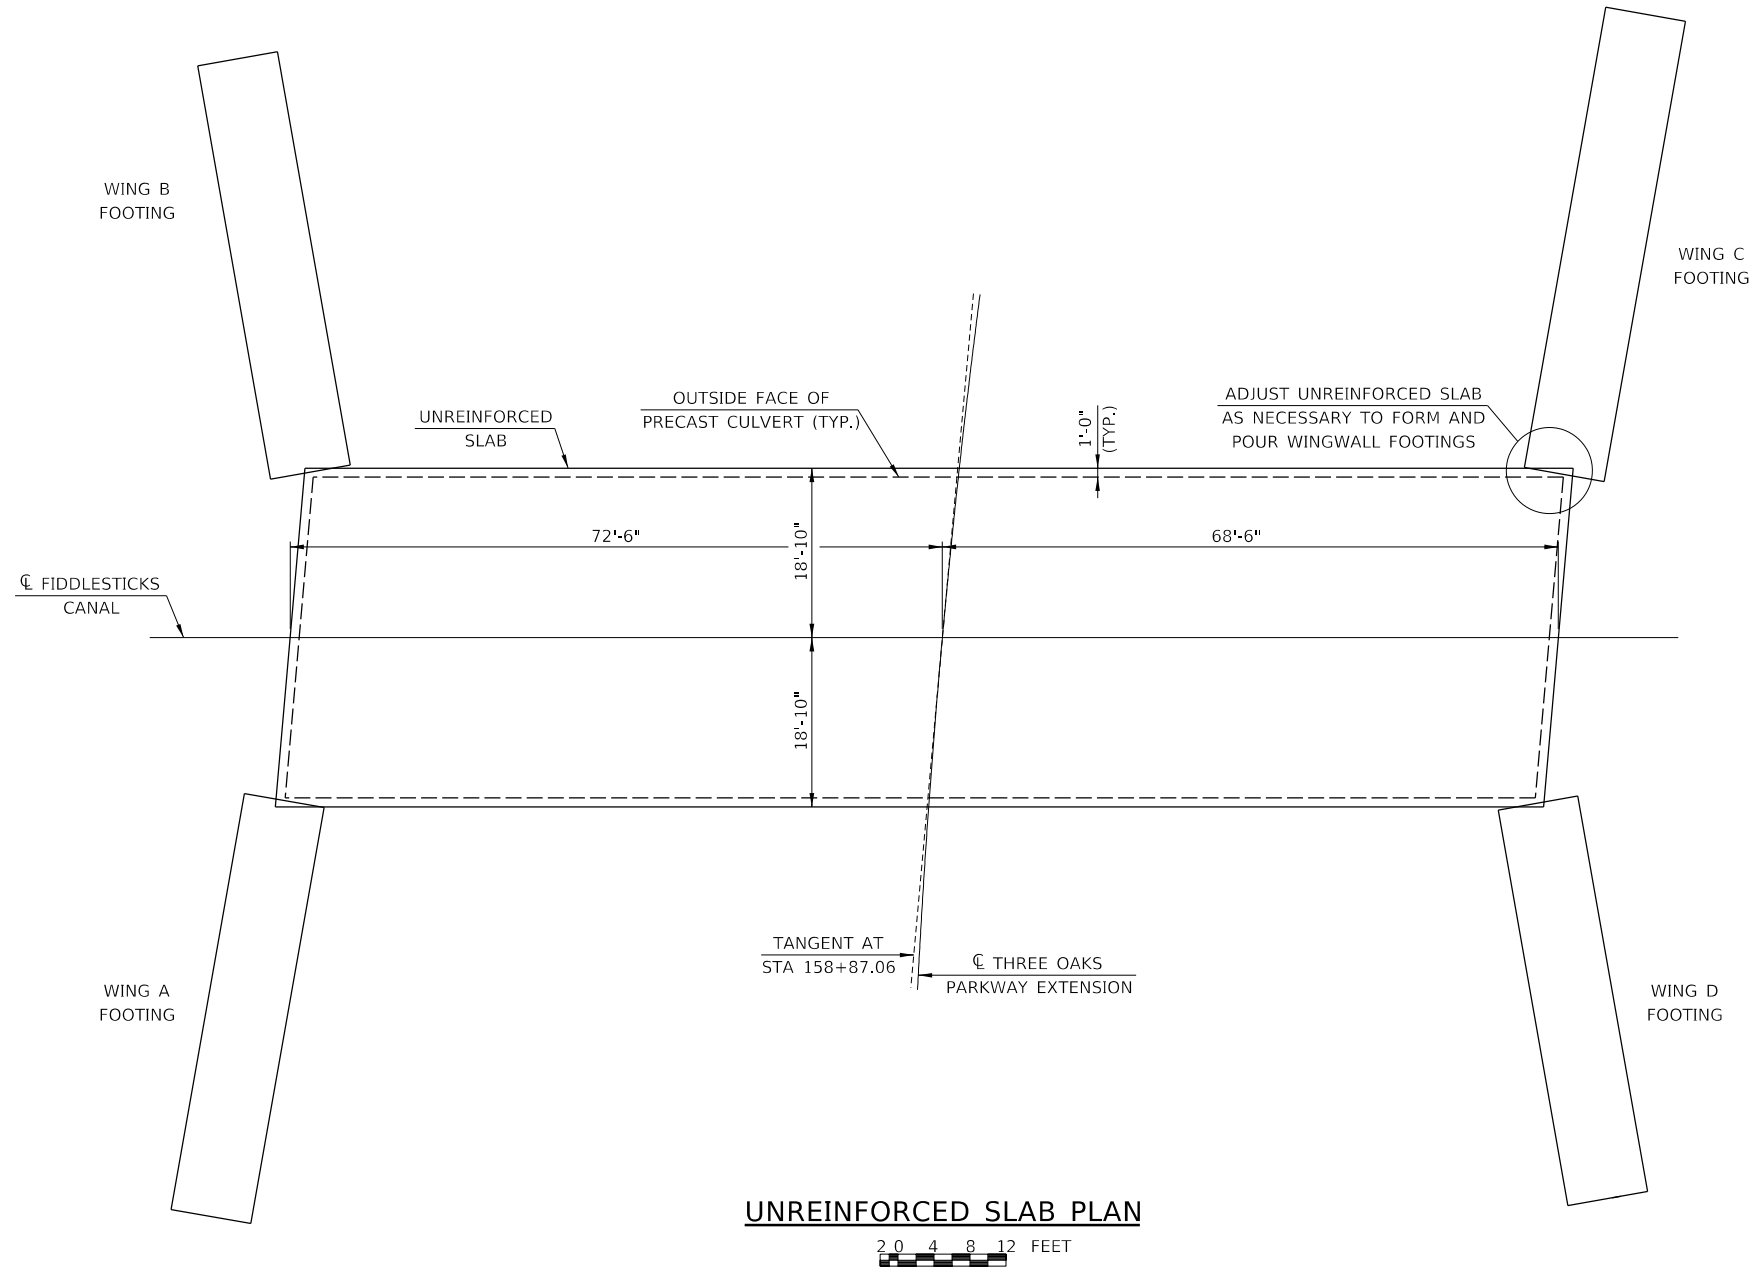 WING B
FOOTING
WING C
FOOTING
OUTSIDE FACE OF
PRECAST CULVERT (TYP.)
UNREINFORCED
SLAB
1'-0"
(TYP.)
ADJUST UNREINFORCED SLAB
AS NECESSARY TO FORM AND
POUR WINGWALL FOOTINGS
72'-6"
18'-10"
68'-6"
℄ FIDDLESTICKS
CANAL
18'-10"
TANGENT AT
STA 158+87.06
℄ THREE OAKS
PARKWAY EXTENSION
WING A
FOOTING
WING D
FOOTING
UNREINFORCED SLAB PLAN
2 0 4 8 12 FEET